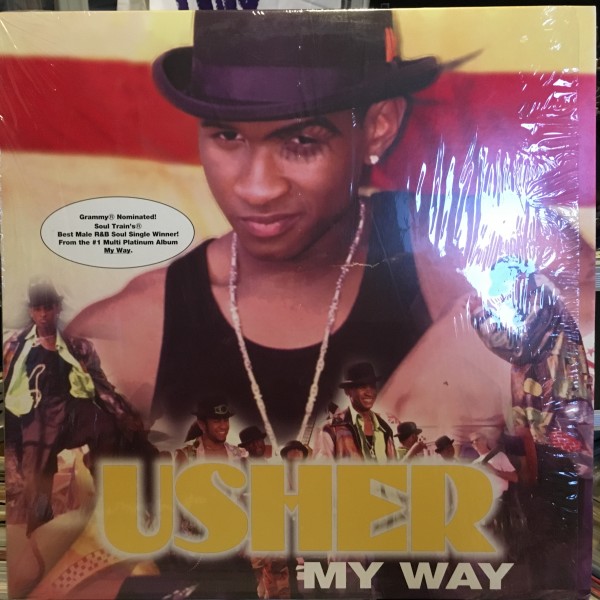 Grammy® Nominated!
Soul Train's®
Best Male R&B Soul Single Winner!
From the #1 Multi Platinum Album
My Way.
USHER
MY WAY